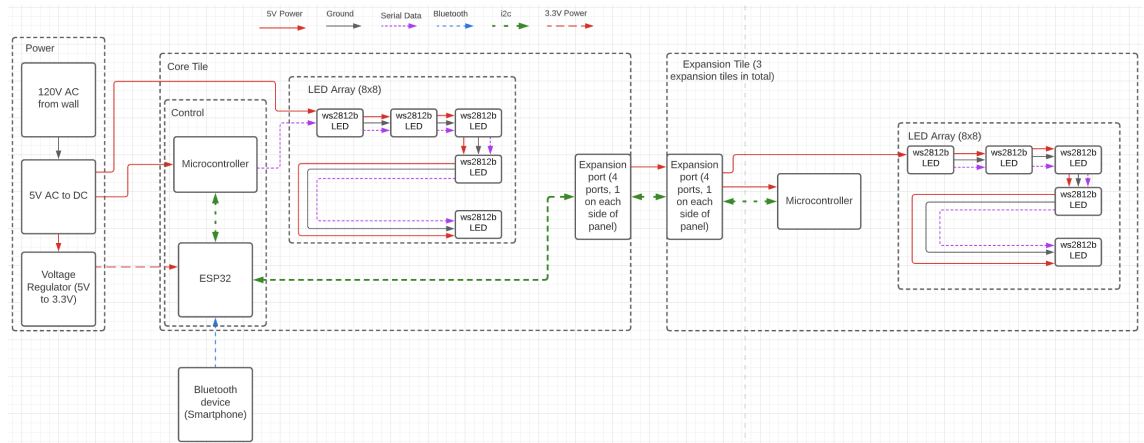 5V Power
Ground
Serial Data
Bluetooth
i2c
3.3V Power
Power
120V AC
from wall
5V AC to DC
Voltage
Regulator (5V
to 3.3V)
Core Tile
Control
Microcontroller
ESP32
Bluetooth
device
(Smartphone)
LED Array (8x8)
ws2812b
LED
ws2812b
LED
ws2812b
LED
ws2812b
LED
ws2812b
LED
Expansion
port (4
ports, 1
on each
side of
panel)
Expansion Tile (3
expansion tiles in total)
Expansion
port (4
ports, 1
on each
side of
panel)
Microcontroller
LED Array (8x8)
ws2812b
LED
ws2812b
LED
ws2812b
LED
ws2812b
LED
ws2812b
LED